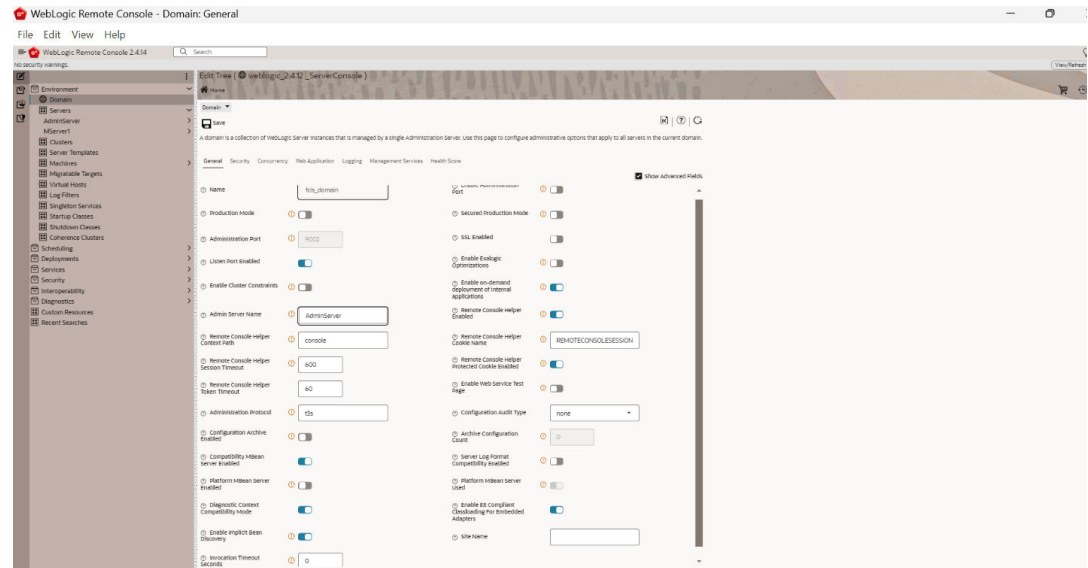 WebLogic Remote Console - Domain: General
File Edit View Help
WebLogic Remote Console 2.4.14
Search
No security warnings.
View/Refresh
Edit Tree ( weblogic_2.4.12_ServerConsole )
Home
Environment
Domain
Servers
AdminServer
MServer1
Clusters
Server Templates
Machines
Migratable Targets
Virtual Hosts
Log Filters
Singleton Services
Startup Classes
Shutdown Classes
Coherence Clusters
Scheduling
Deployments
Services
Security
Interoperability
Diagnostics
Custom Resources
Recent Searches
Domain
Save
A domain is a collection of WebLogic Server instances that is managed by a single Administration Server. Use this page to configure administrative options that apply to all servers in the current domain.
General Security Concurrency Web Application Logging Management Services Health Score
Show Advanced Fields
Name fcis_domain
Enable Administration Port
Production Mode
Secured Production Mode
Administration Port 9002
SSL Enabled
Listen Port Enabled
Enable Exalogic Optimizations
Enable Cluster Constraints
Enable on-demand deployment of internal applications
Admin Server Name AdminServer
Remote Console Helper Enabled
Remote Console Helper Context Path console
Remote Console Helper Cookie Name REMOTECONSOLESESSION
Remote Console Helper Session Timeout 600
Remote Console Helper Protected Cookie Enabled
Remote Console Helper Token Timeout 60
Enable Web Service Test Page
Administration Protocol t3s
Configuration Audit Type none
Configuration Archive Enabled
Archive Configuration Count 0
Compatibility MBean Server Enabled
Server Log Format Compatibility Enabled
Platform MBean Server Enabled
Platform MBean Server Used
Diagnostic Context Compatibility Mode
Enable EE Compliant Classloading For Embedded Adapters
Enable Implicit Bean Discovery
Site Name
Invocation Timeout Seconds 0